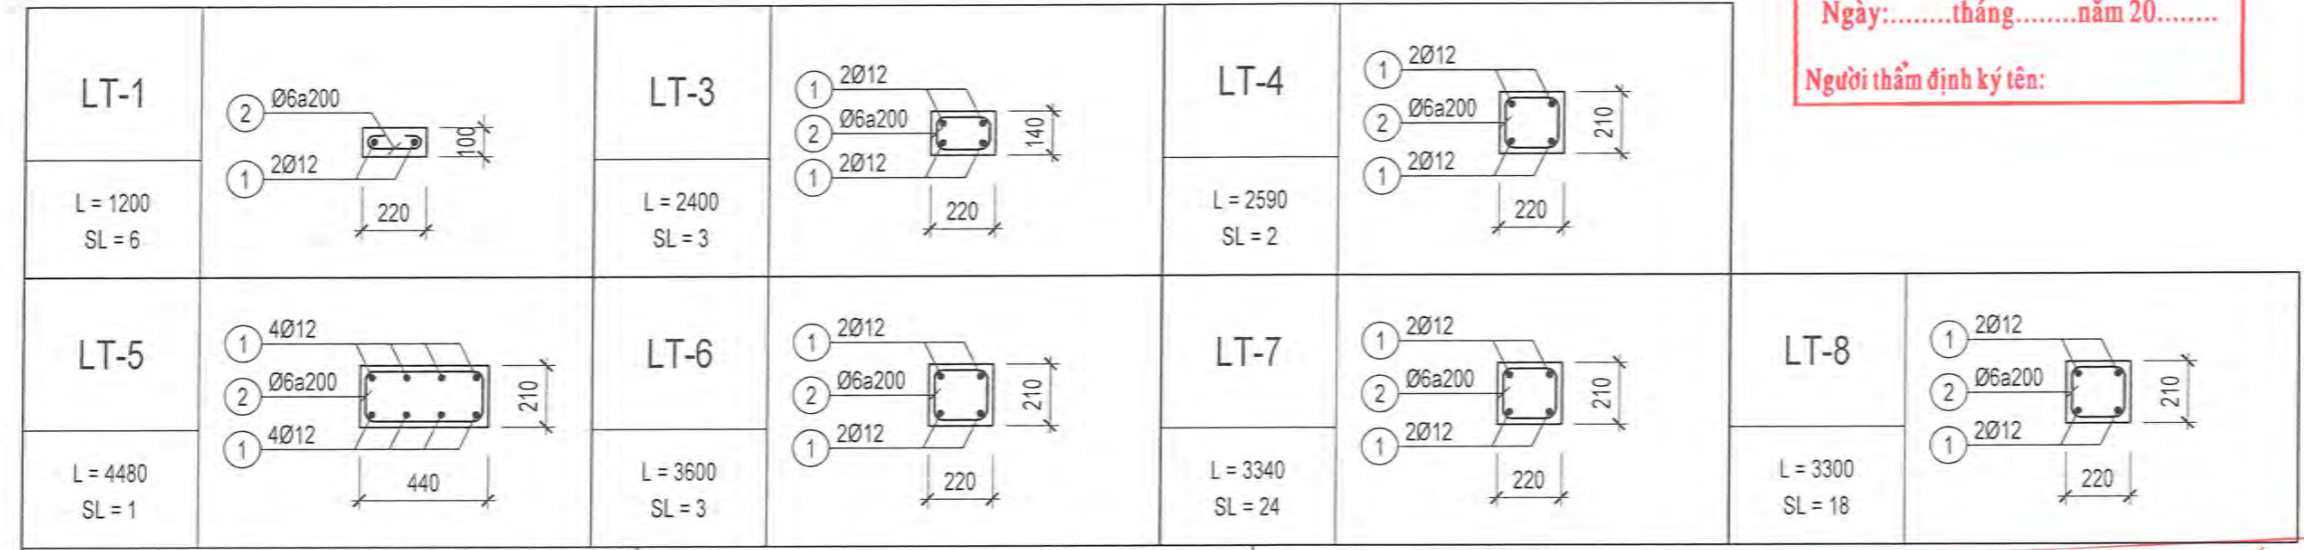 Ngày:........tháng........năm 20........
Người thẩm định ký tên:
LT-1
L = 1200
SL = 6
2 Ø6a200
1 2Ø12
100
220
LT-3
L = 2400
SL = 3
1 2Ø12
2 Ø6a200
1 2Ø12
140
220
LT-4
L = 2590
SL = 2
1 2Ø12
2 Ø6a200
1 2Ø12
210
220
LT-5
L = 4480
SL = 1
1 4Ø12
2 Ø6a200
1 4Ø12
210
440
LT-6
L = 3600
SL = 3
1 2Ø12
2 Ø6a200
1 2Ø12
210
220
LT-7
L = 3340
SL = 24
1 2Ø12
2 Ø6a200
1 2Ø12
210
220
LT-8
L = 3300
SL = 18
1 2Ø12
2 Ø6a200
1 2Ø12
210
220